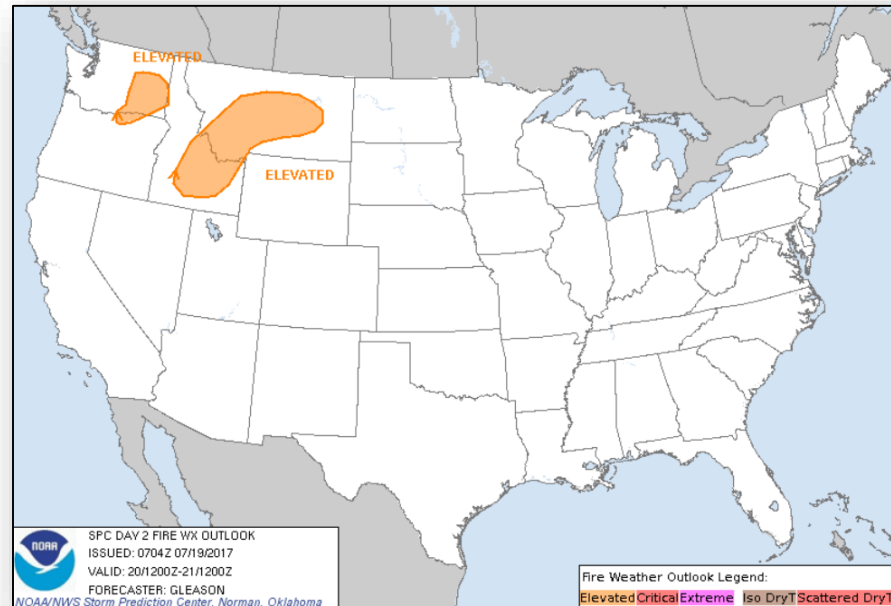 ELEVATED
ELEVATED
NOAA
SPC DAY 2 FIRE WX OUTLOOK
ISSUED: 0704Z 07/19/2017
VALID: 20/1200Z-21/1200Z
FORECASTER: GLEASON
NOAA/NWS Storm Prediction Center, Norman, Oklahoma
Fire Weather Outlook Legend:
Elevated Critical Extreme Iso DryT Scattered DryT